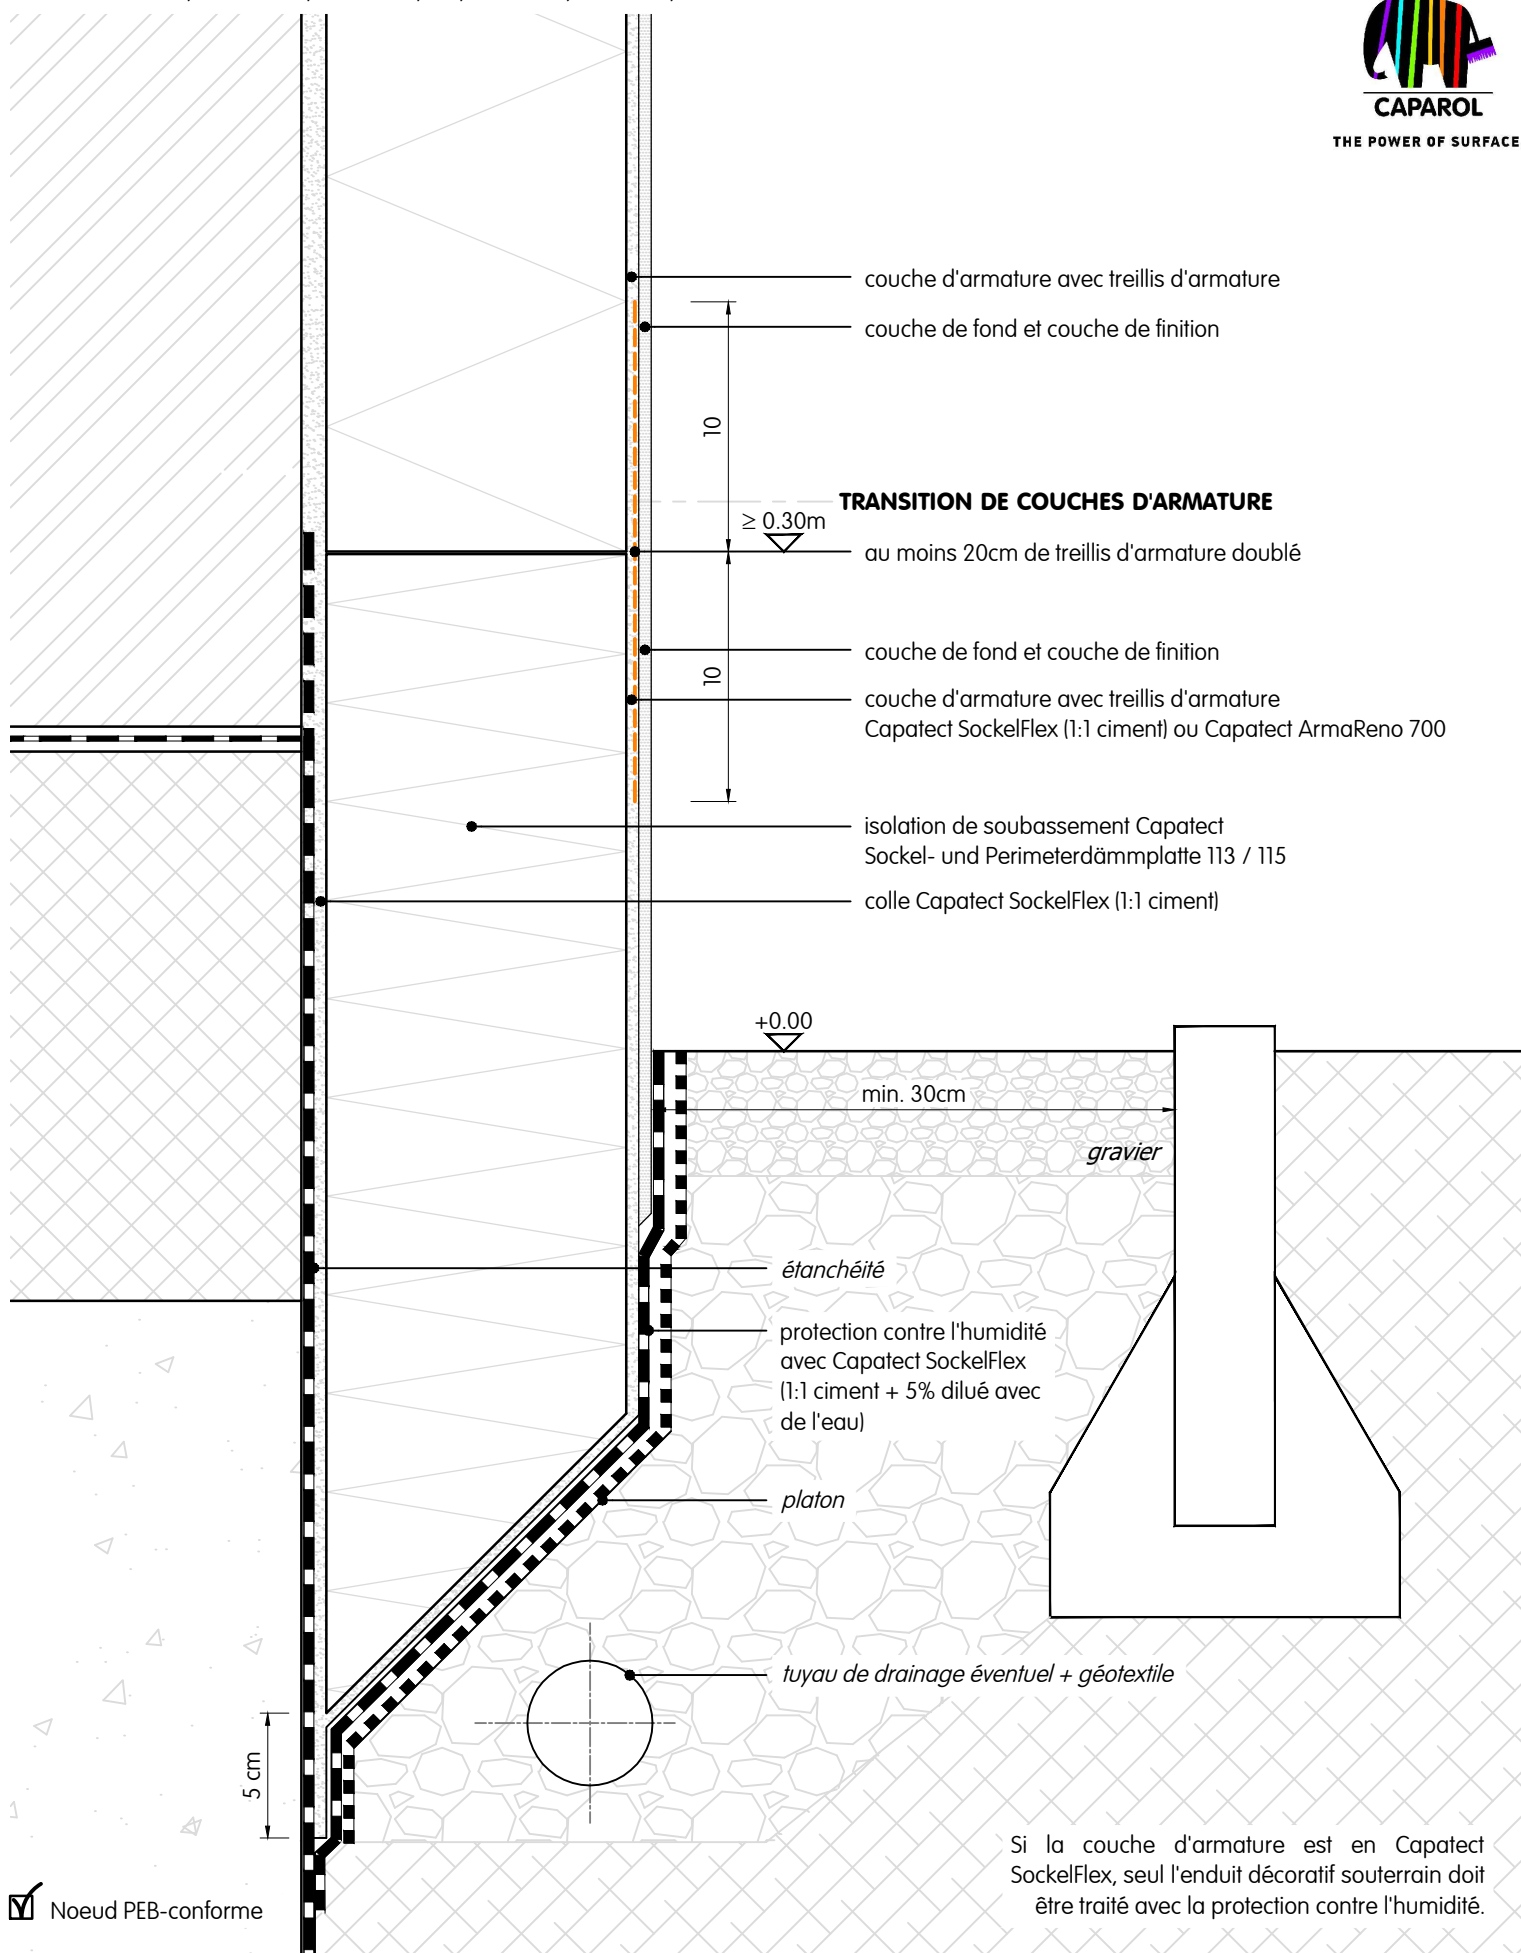 CAPAROL
THE POWER OF SURFACE
couche d'armature avec treillis d'armature
couche de fond et couche de finition
10
TRANSITION DE COUCHES D'ARMATURE
≥ 0.30m
au moins 20cm de treillis d'armature doublé
couche de fond et couche de finition
10
couche d'armature avec treillis d'armature
Capatect SockelFlex (1:1 ciment) ou Capatect ArmaReno 700
isolation de soubassement Capatect
Sockel- und Perimeterdämmplatte 113 / 115
colle Capatect SockelFlex (1:1 ciment)
+0.00
min. 30cm
gravier
étanchéité
protection contre l'humidité
avec Capatect SockelFlex
(1:1 ciment + 5% dilué avec
de l'eau)
platon
tuyau de drainage éventuel + géotextile
5 cm
Si la couche d'armature est en Capatect
SockelFlex, seul l'enduit décoratif souterrain doit
être traité avec la protection contre l'humidité.
Noeud PEB-conforme